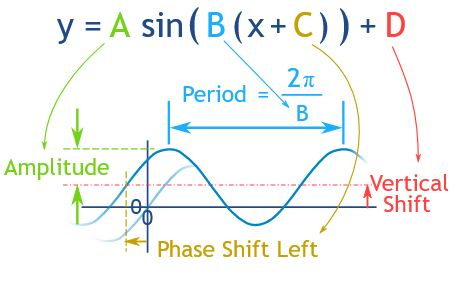 y = A sin( B (x + C) ) + D
Period = 2π
B
Amplitude
Vertical
Shift
0
0
Phase Shift Left